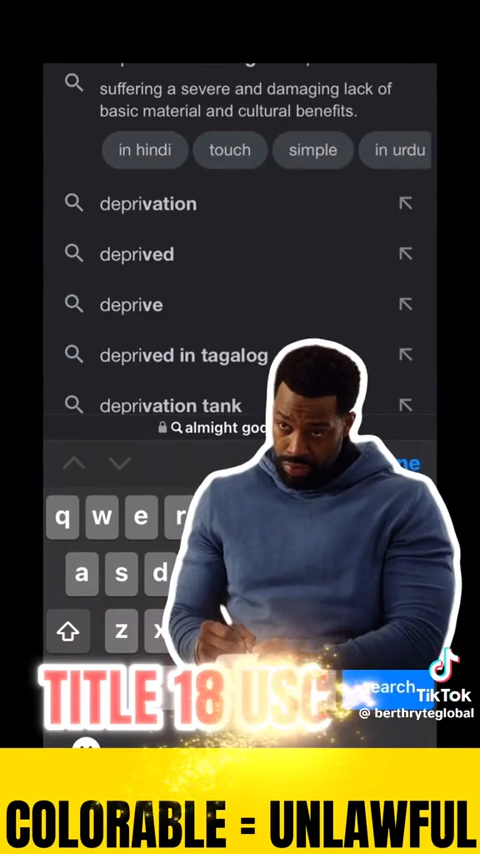 suffering a severe and damaging lack of
basic material and cultural benefits.
in hindi touch simple in urdu
deprivation
deprived
deprive
deprived in tagalog
deprivation tank
almight god
q w e r
a s d
z x
TITLE 18 USC
search
TikTok
@ berthryteglobal
COLORABLE = UNLAWFUL